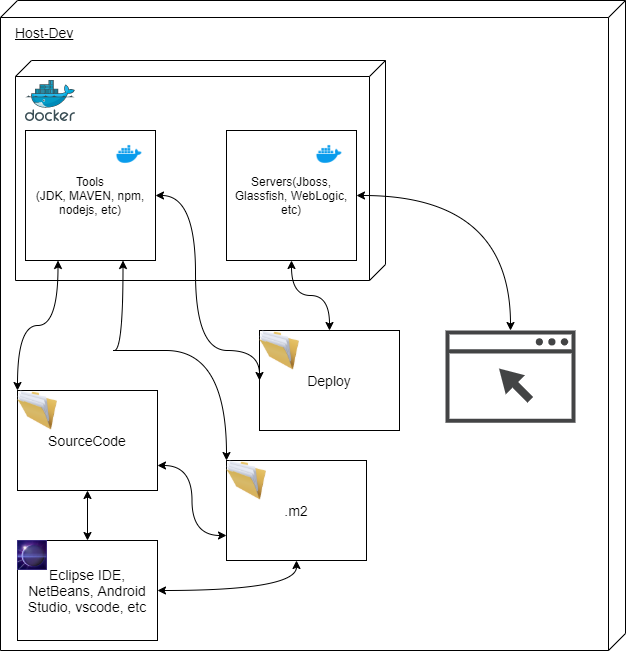 Host-Dev
docker
Tools
(JDK, MAVEN, npm,
nodejs, etc)
Servers(Jboss,
Glassfish, WebLogic,
etc)
Deploy
SourceCode
.m2
Eclipse IDE,
NetBeans, Android
Studio, vscode, etc